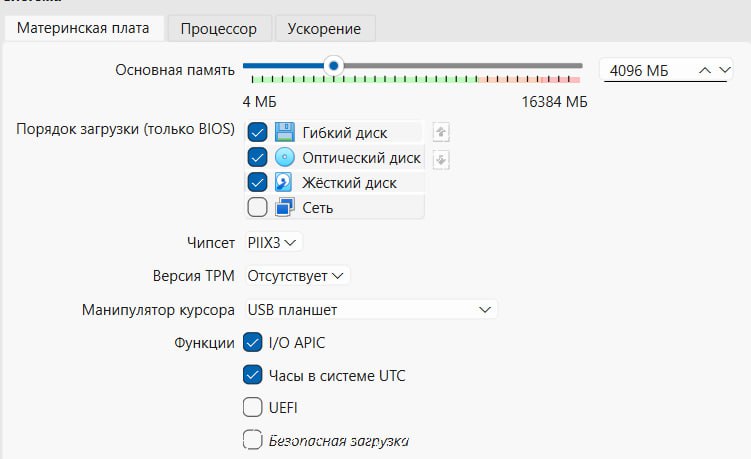 Материнская плата Процессор Ускорение
Основная память 4096 МБ
4 МБ 16384 МБ
Порядок загрузки (только BIOS) Гибкий диск
Оптический диск
Жёсткий диск
Сеть
Чипсет PIIX3
Версия TPM Отсутствует
Манипулятор курсора USB планшет
Функции I/O APIC
Часы в системе UTC
UEFI
Безопасная загрузка